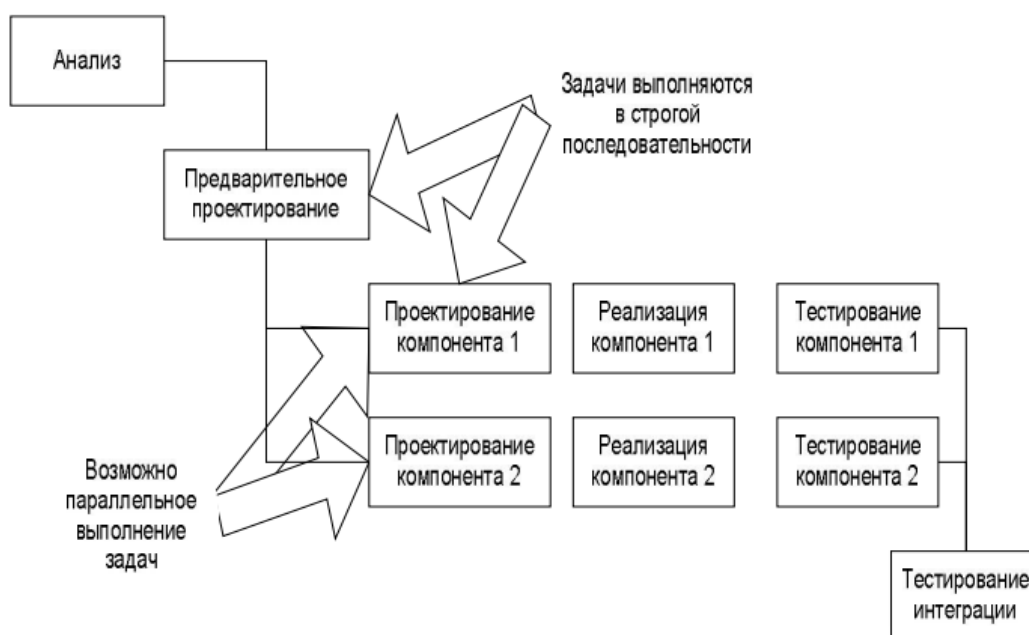 Анализ
Задачи выполняются
в строгой
последовательности
Предварительное
проектирование
Проектирование
компонента 1
Реализация
компонента 1
Тестирование
компонента 1
Проектирование
компонента 2
Реализация
компонента 2
Тестирование
компонента 2
Возможно
параллельное
выполнение
задач
Тестирование
интеграции